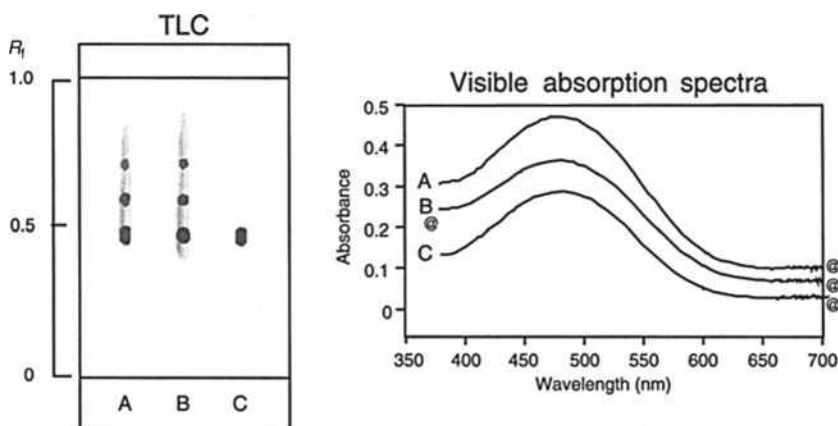 TLC
Rf
1.0
0.5
0
A B C
Visible absorption spectra
Absorbance
0.5
0.4
0.3
0.2
0.1
0
A
B
@
C
@
@
@
350 400 450 500 550 600 650 700
Wavelength (nm)